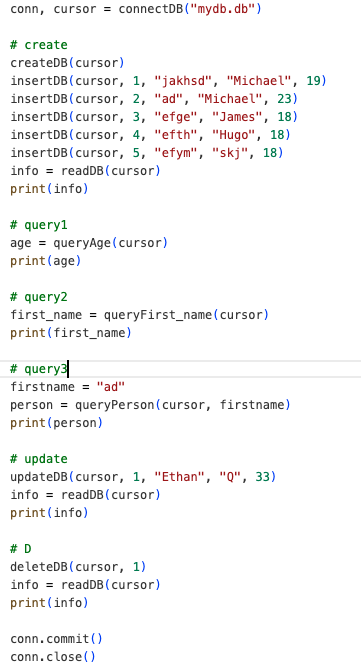 conn, cursor = connectDB("mydb.db")
# create
createDB(cursor)
insertDB(cursor, 1, "jakhsd", "Michael", 19)
insertDB(cursor, 2, "ad", "Michael", 23)
insertDB(cursor, 3, "efge", "James", 18)
insertDB(cursor, 4, "efth", "Hugo", 18)
insertDB(cursor, 5, "efym", "skj", 18)
info = readDB(cursor)
print(info)
# query1
age = queryAge(cursor)
print(age)
# query2
first_name = queryFirst_name(cursor)
print(first_name)
# query3
firstname = "ad"
person = queryPerson(cursor, firstname)
print(person)
# update
updateDB(cursor, 1, "Ethan", "Q", 33)
info = readDB(cursor)
print(info)
# D
deleteDB(cursor, 1)
info = readDB(cursor)
print(info)
conn.commit()
conn.close()